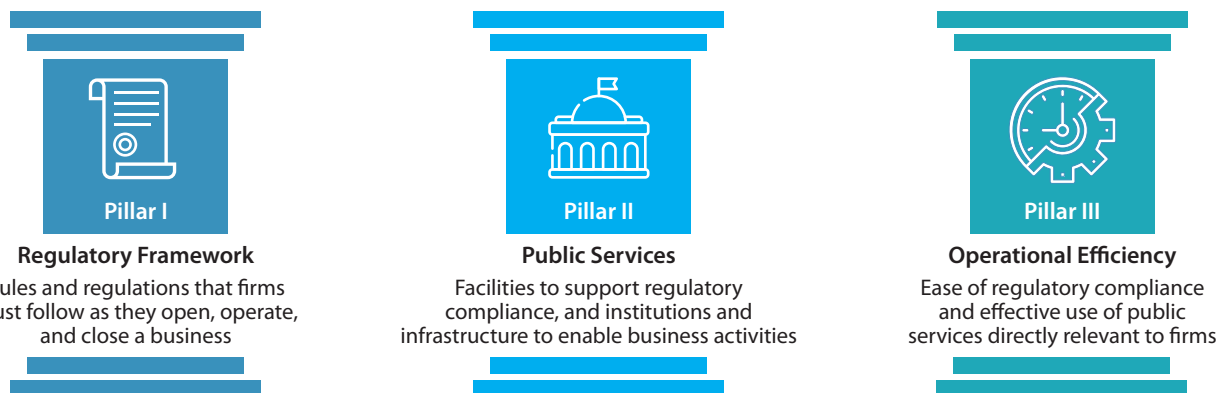 Pillar I
Regulatory Framework
ules and regulations that firms
ust follow as they open, operate,
and close a business
Pillar II
Public Services
Facilities to support regulatory
compliance, and institutions and
infrastructure to enable business activities
Pillar III
Operational Efficiency
Ease of regulatory compliance
and effective use of public
services directly relevant to firms